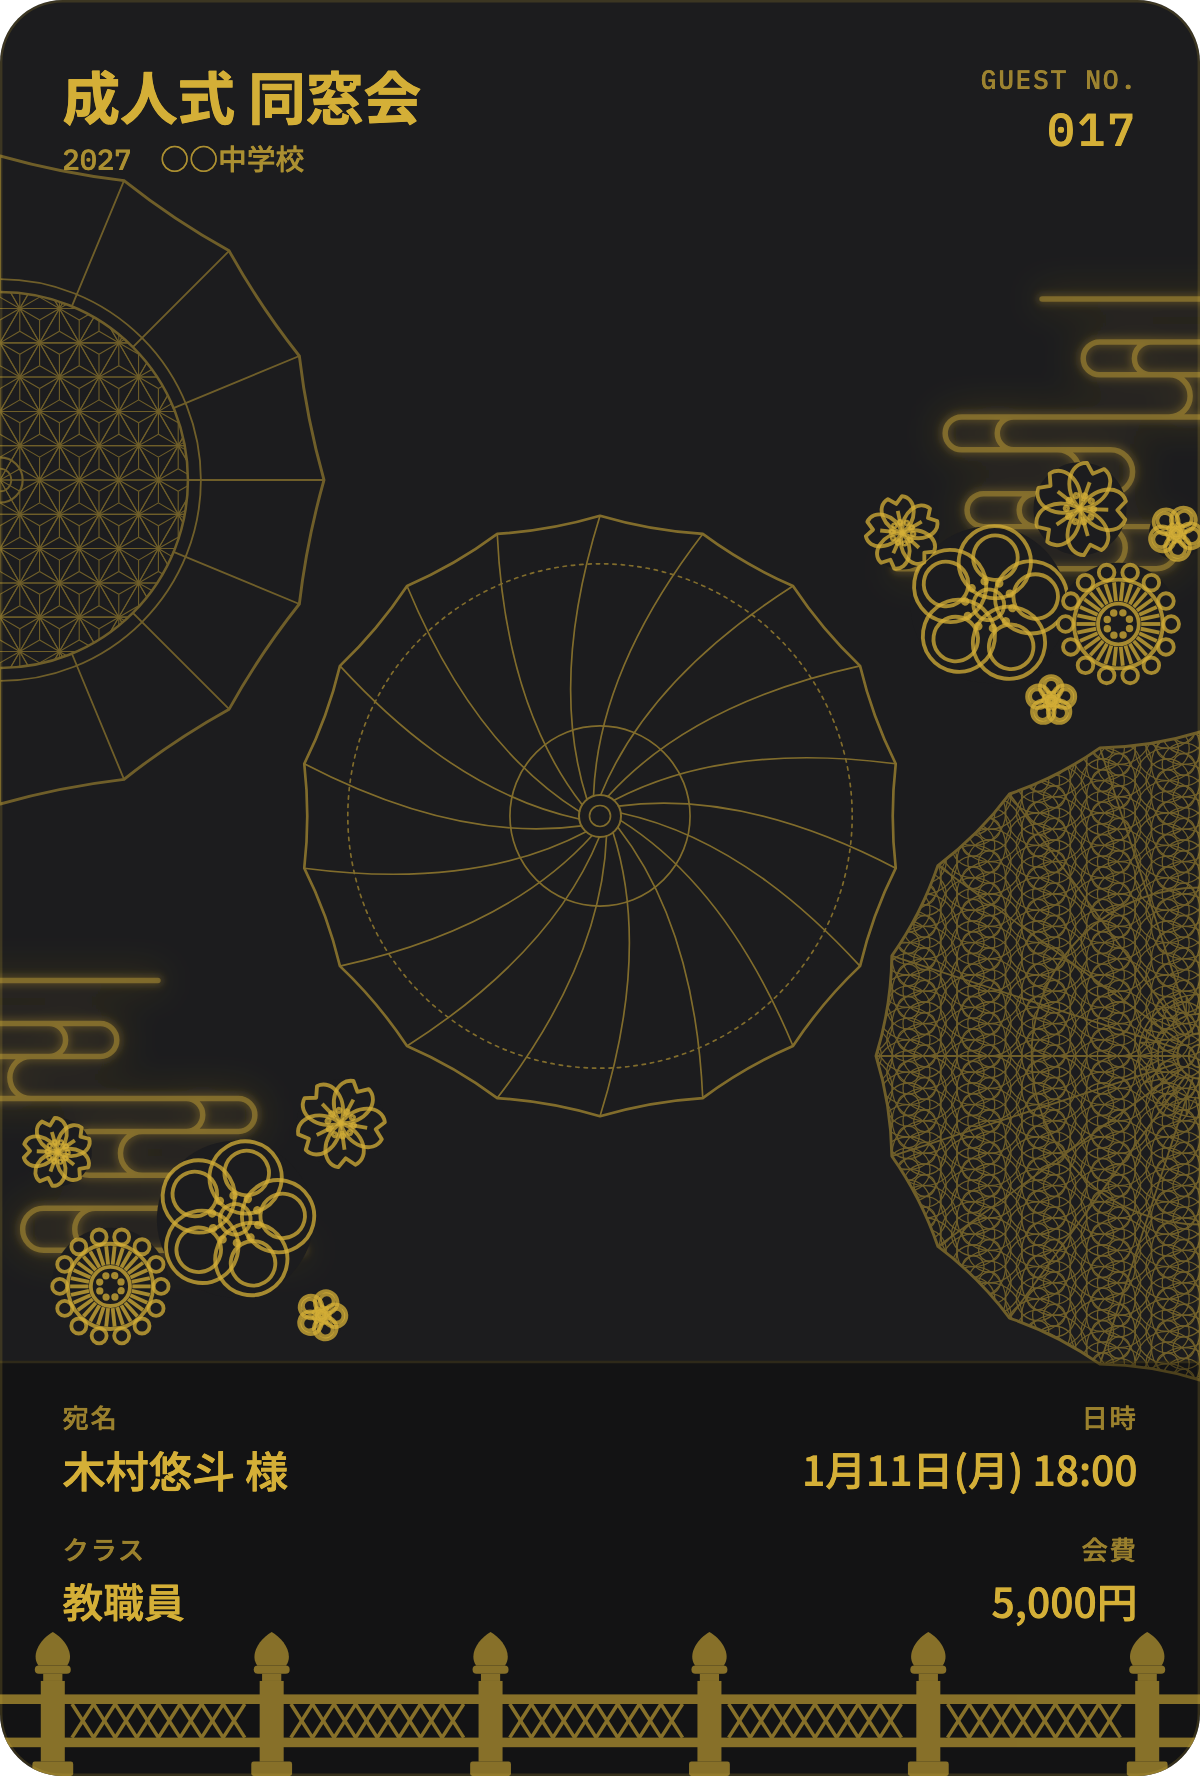 成人式 同窓会
2027 ○○中学校
GUEST NO.
017
宛名
木村悠斗 様
日時
1月11日(月) 18:00
クラス
教職員
会費
5,000円